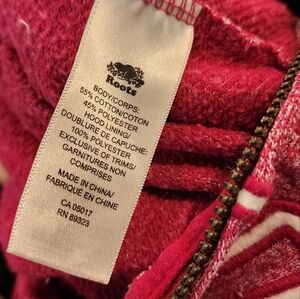 Roots
BODY/CORPS:
55% COTTON/COTON
45% POLYESTER
HOOD LINING/
DOUBLURE DE CAPUCHE:
100% POLYESTER
EXCLUSIVE OF TRIMS/
GARNITURES NON
COMPRISES
MADE IN CHINA/
FABRIQUÉ EN CHINE
CA 05017
RN 89323